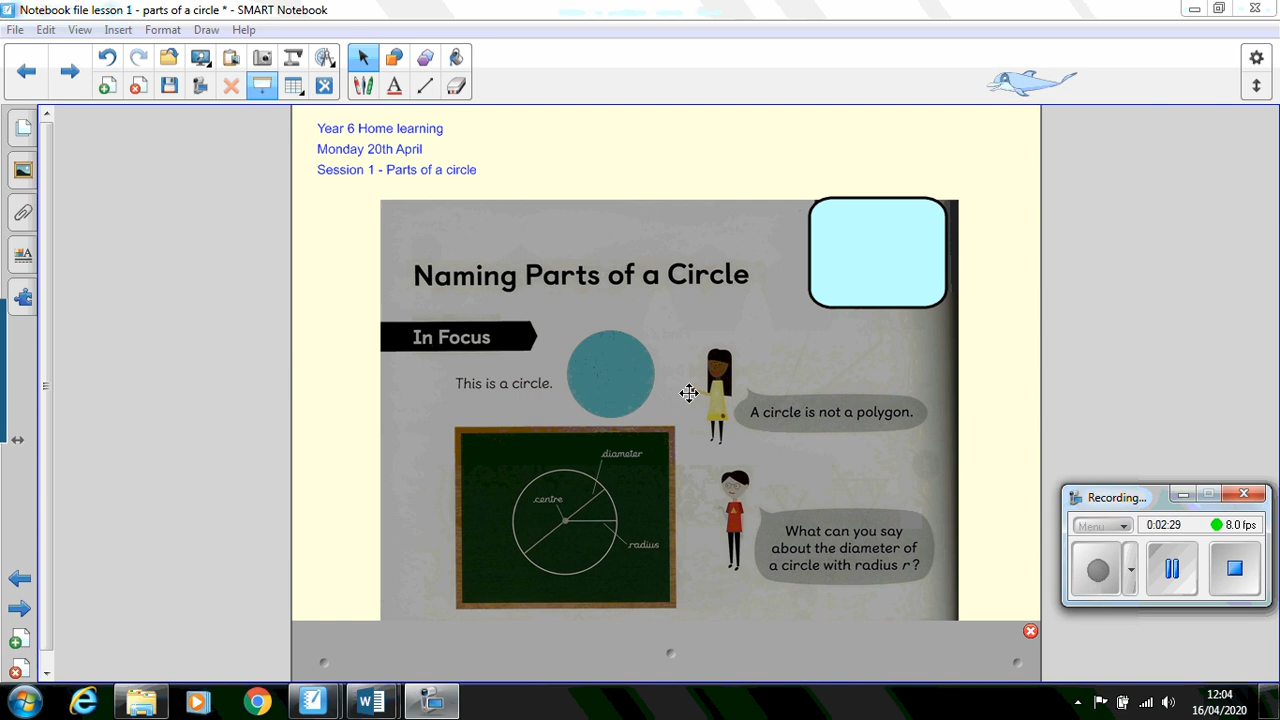 Notebook file lesson 1 - parts of a circle * - SMART Notebook
File Edit View Insert Format Draw Help
Year 6 Home learning
Monday 20th April
Session 1 - Parts of a circle
Naming Parts of a Circle
In Focus
This is a circle.
A circle is not a polygon.
diameter
centre
radius
What can you say
about the diameter of
a circle with radius r?
Recording...
Menu 0:02:29 8.0 fps
12:04
16/04/2020